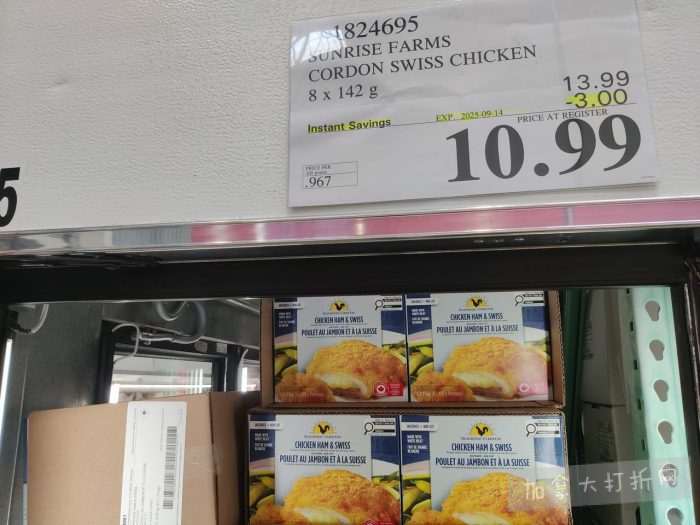 1824695
SUNRISE FARMS
CORDON SWISS CHICKEN
8 x 142 g
13.99
-3.00
Instant Savings
EXP. 2025-09-14
PRICE AT REGISTER
10.99
PRICE PER
.967
5
CHICKEN HAM & SWISS
POULET AU JAMBON ET À LA SUISSE
CHICKEN HAM & SWISS
POULET AU JAMBON ET À LA SUISSE
CHICKEN HAM & SWISS
POULET AU JAMBON ET À LA SUISSE
CHICKEN HAM & SWISS
POULET AU JAMBON ET À LA SUISSE
加拿大打折网